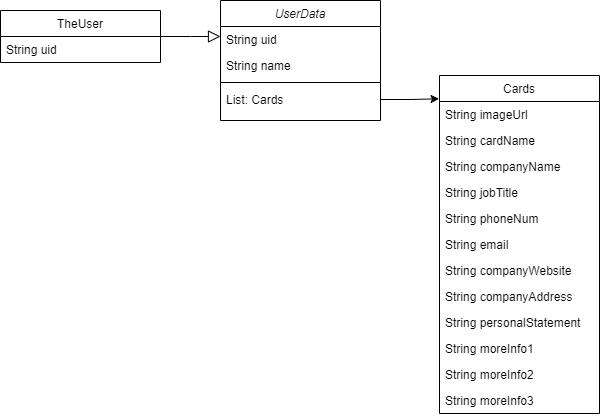 TheUser
String uid
UserData
String uid
String name
List: Cards
Cards
String imageUrl
String cardName
String companyName
String jobTitle
String phoneNum
String email
String companyWebsite
String companyAddress
String personalStatement
String moreInfo1
String moreInfo2
String moreInfo3